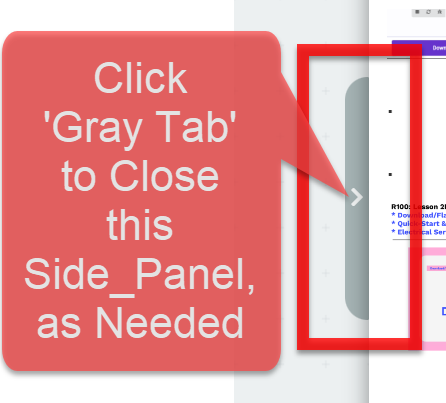 Down
Click
'Gray Tab'
to Close
this
Side_Panel,
as Needed
R100: Lesson 2
* Download/Fla
* Quick Start &
* Electrical Ser
D